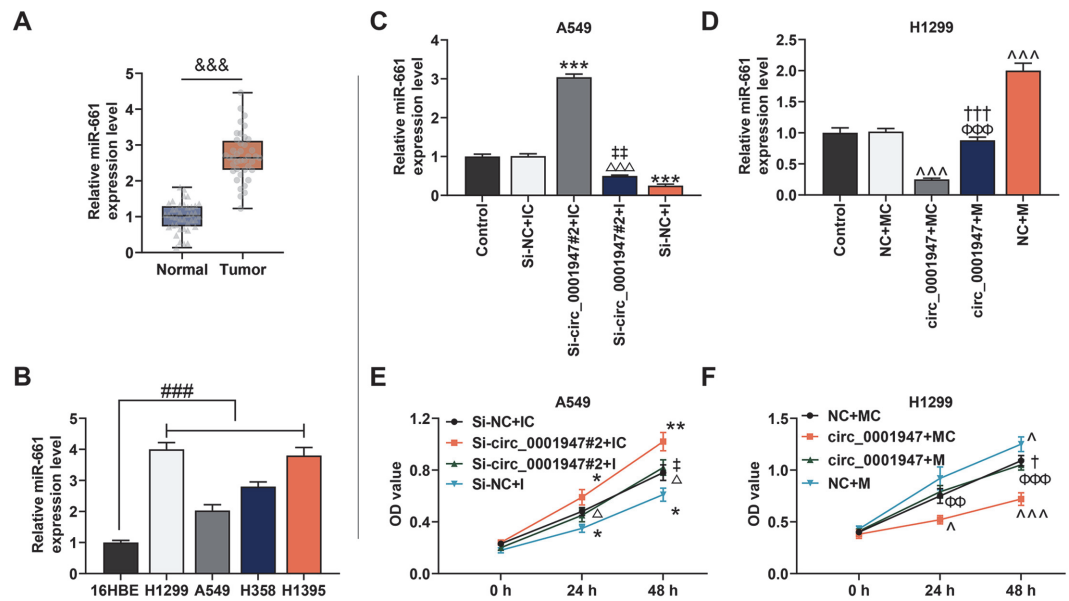 A
&&&
Relative miR-661
expression level
5
4
3
2
1
0
Normal Tumor
B
###
Relative miR-661
expression level
5
4
3
2
1
0
16HBE H1299 A549 H358 H1395
C
A549
Relative miR-661
expression level
4
3
2
1
0
***
‡‡
△△△
***
Control
Si-NC+IC
Si-circ_0001947#2+IC
Si-circ_0001947#2+I
Si-NC+I
D
H1299
Relative miR-661
expression level
2.5
2.0
1.5
1.0
0.5
0.0
^^^
†††
ΦΦΦ
^^^
Control
NC+MC
circ_0001947+MC
circ_0001947+M
NC+M
E
A549
OD value
1.2
0.8
0.4
0.0
Si-NC+IC
Si-circ_0001947#2+IC
Si-circ_0001947#2+I
Si-NC+I
**
*
‡
△
△
*
*
0 h 24 h 48 h
F
H1299
OD value
1.5
1.0
0.5
0.0
NC+MC
circ_0001947+MC
circ_0001947+M
NC+M
^
†
ΦΦΦ
ΦΦ
^
^^^
0 h 24 h 48 h